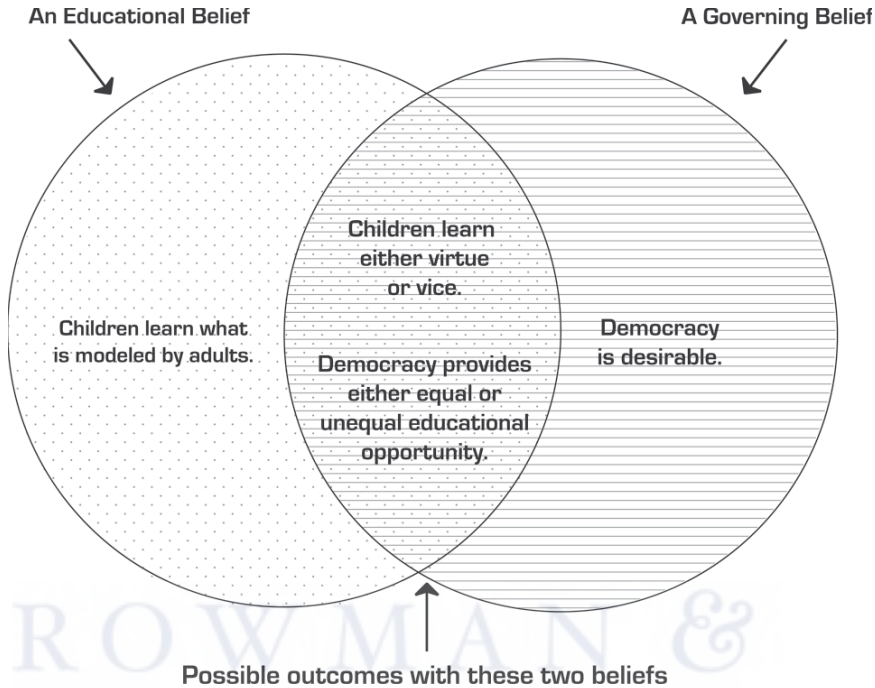 An Educational Belief
A Governing Belief
Children learn
either virtue
or vice.
Children learn what
is modeled by adults.
Democracy provides
either equal or
unequal educational
opportunity.
Democracy
is desirable.
ROWMAN &
Possible outcomes with these two beliefs